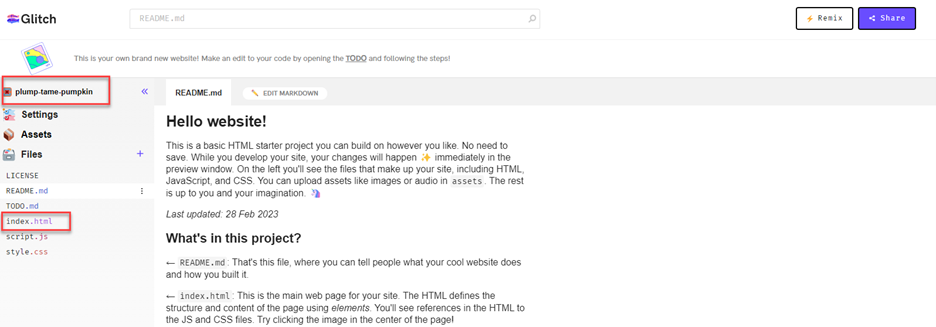 Glitch
README.md
Remix
Share
This is your own brand new website! Make an edit to your code by opening the TODO and following the steps!
plump-tame-pumpkin
README.md
EDIT MARKDOWN
Settings
Assets
Files
LICENSE
README.md
TODO.md
index.html
script.js
style.css
Hello website!
This is a basic HTML starter project you can build on however you like. No need to
save. While you develop your site, your changes will happen ✨ immediately in the
preview window. On the left you'll see the files that make up your site, including HTML,
JavaScript, and CSS. You can upload assets like images or audio in assets. The rest
is up to you and your imagination. 🦄
Last updated: 28 Feb 2023
What's in this project?
← README.md: That's this file, where you can tell people what your cool website does
and how you built it.
← index.html: This is the main web page for your site. The HTML defines the
structure and content of the page using elements. You'll see references in the HTML to
the JS and CSS files. Try clicking the image in the center of the page!